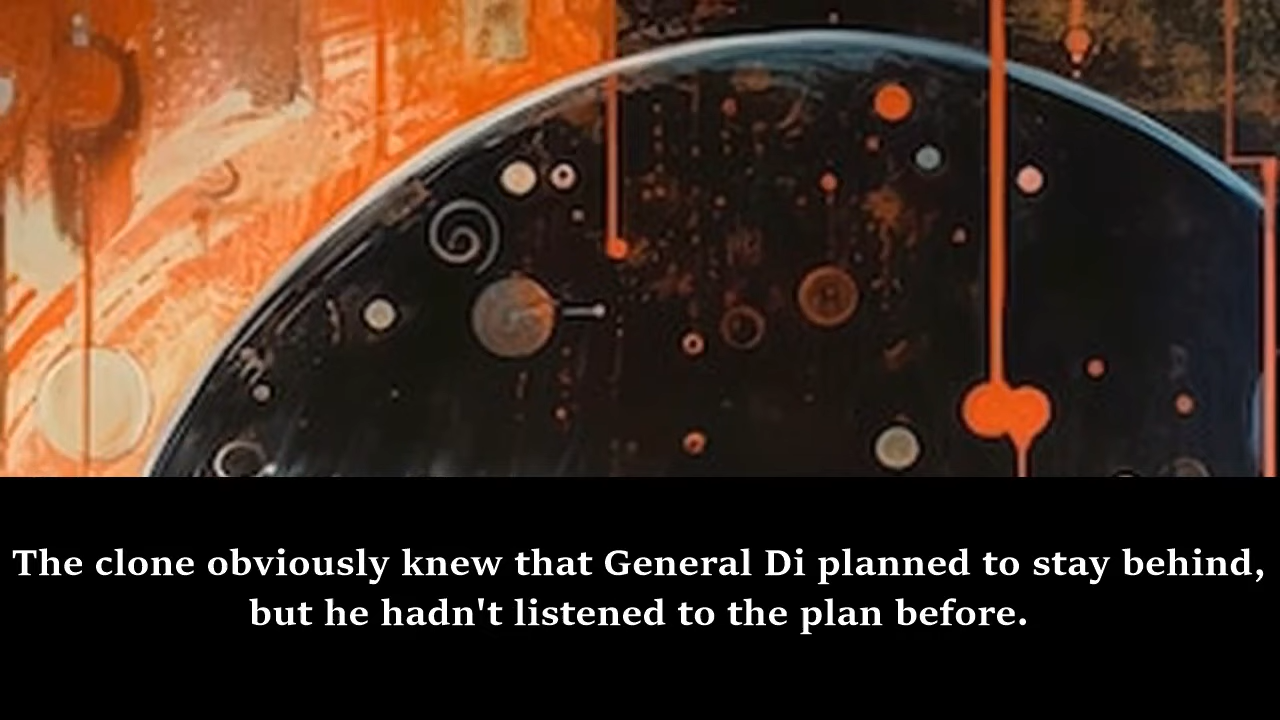 The clone obviously knew that General Di planned to stay behind,
but he hadn't listened to the plan before.